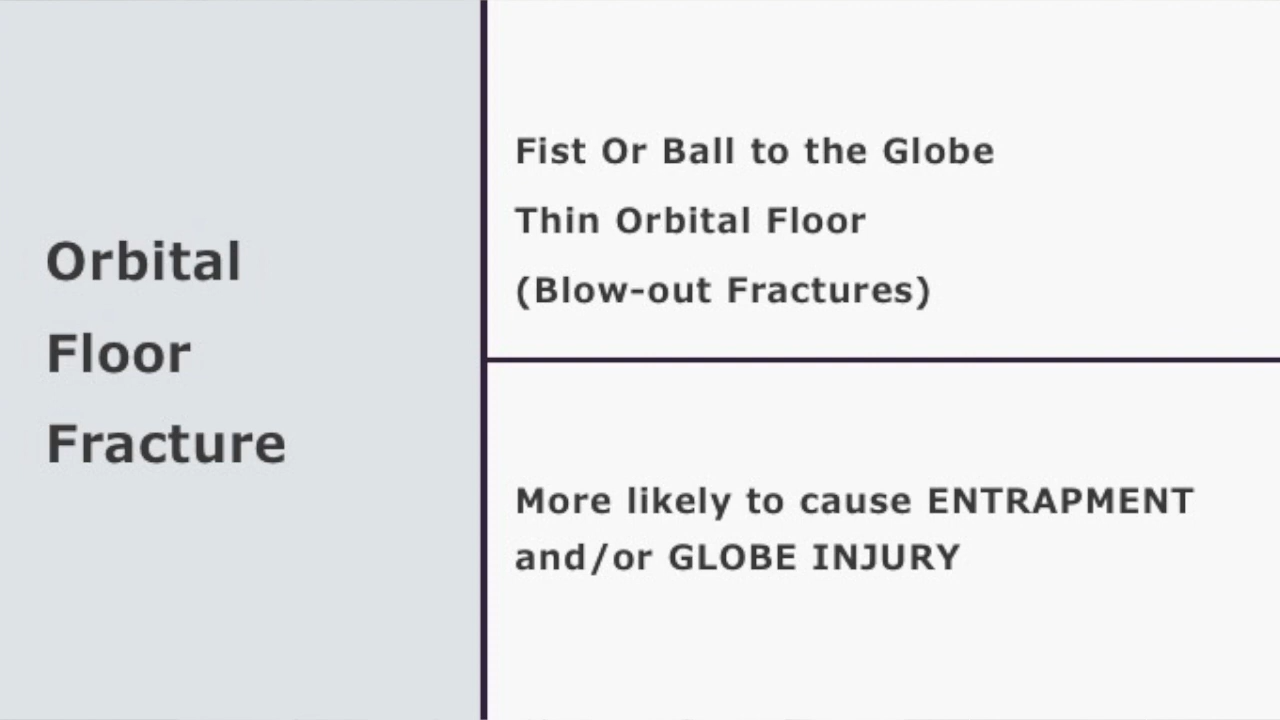 Orbital
Floor
Fracture
Fist Or Ball to the Globe
Thin Orbital Floor
(Blow-out Fractures)
More likely to cause ENTRAPMENT
and/or GLOBE INJURY